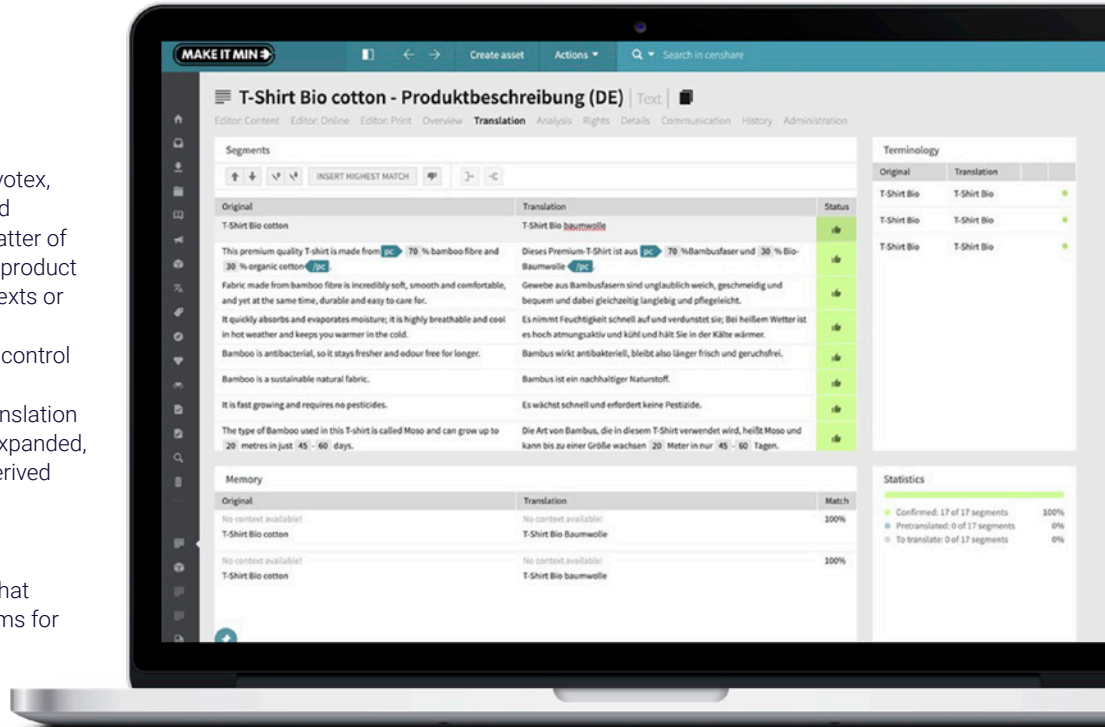 votex,
d
atter of
product
exts or
control
nslation
xpanded,
erived
hat
ms for
MAKE IT MIN
Create asset Actions Search in censhare
T-Shirt Bio cotton - Produktbeschreibung (DE) | Text |
Editor: Content Editor: Online Editor: Print Overview Translation Analysis Rights Details Communication History Administration
Segments
INSERT HIGHEST MATCH
Original Translation Status
T-Shirt Bio cotton T-Shirt Bio baumwolle
This premium quality T-shirt is made from pc 70 % bamboo fibre and Dieses Premium-T-Shirt ist aus pc 70 %Bambusfaser und 30 % Bio-
30 % organic cotton /pc . Baumwolle /pc .
Fabric made from bamboo fibre is incredibly soft, smooth and comfortable, Gewebe aus Bambusfasern sind unglaublich weich, geschmeidig und
and yet at the same time, durable and easy to care for. bequem und dabei gleichzeitig langlebig und pflegeleicht.
It quickly absorbs and evaporates moisture; it is highly breathable and cool Es nimmt Feuchtigkeit schnell auf und verdunstet sie; Bei heißem Wetter ist
in hot weather and keeps you warmer in the cold. es hoch atmungsaktiv und kühl und hält Sie in der Kälte wärmer.
Bamboo is antibacterial, so it stays fresher and odour free for longer. Bambus wirkt antibakteriell, bleibt also länger frisch und geruchsfrei.
Bamboo is a sustainable natural fabric. Bambus ist ein nachhaltiger Naturstoff.
It is fast growing and requires no pesticides. Es wächst schnell und erfordert keine Pestizide.
The type of Bamboo used in this T-shirt is called Moso and can grow up to Die Art von Bambus, die in diesem T-Shirt verwendet wird, heißt Moso und
20 metres in just 45 - 60 days. kann bis zu einer Größe wachsen 20 Meter in nur 45 - 60 Tagen.
Memory
Original Translation Match
No context available! No context available! 100%
T-Shirt Bio cotton T-Shirt Bio Baumwolle
No context available! No context available! 100%
T-Shirt Bio cotton T-Shirt Bio baumwolle
Terminology
Original Translation
T-Shirt Bio T-Shirt Bio
T-Shirt Bio T-Shirt Bio
T-Shirt Bio T-Shirt Bio
Statistics
Confirmed: 17 of 17 segments 100%
Pretranslated: 0 of 17 segments 0%
To translate: 0 of 17 segments 0%